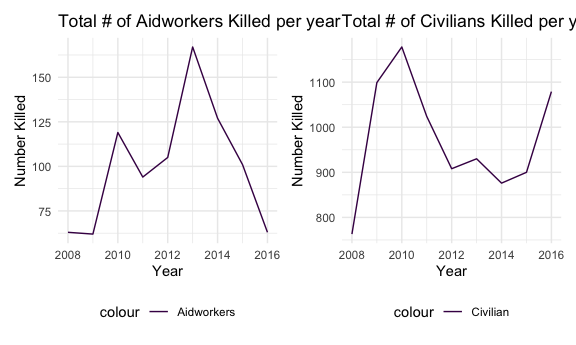 Total # of Aidworkers Killed per year
Number Killed
150
125
100
75
2008
2010
2012
2014
2016
Year
colour
Aidworkers
Total # of Civilians Killed per y
Number Killed
1100
1000
900
800
2008
2010
2012
2014
2016
Year
colour
Civilian